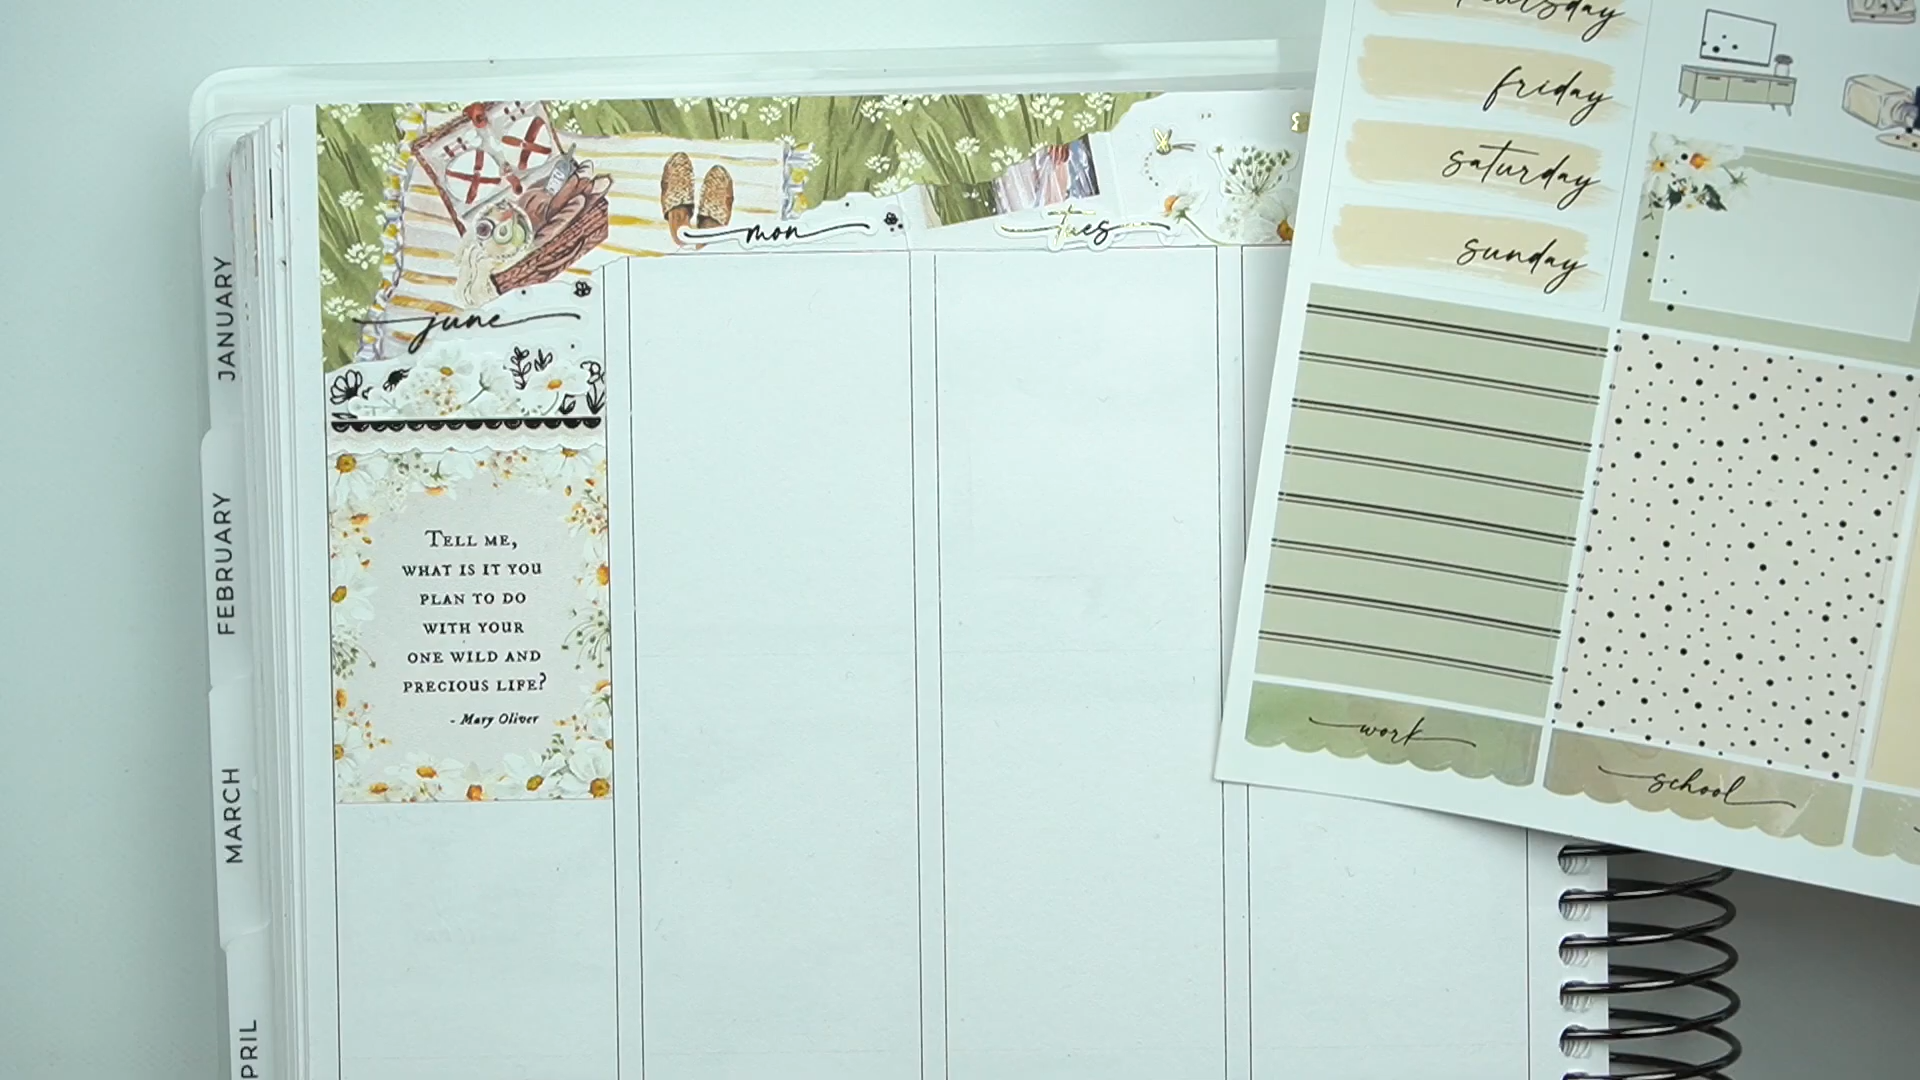 JANUARY
FEBRUARY
MARCH
mon
tues
june
TELL ME,
WHAT IS IT YOU
PLAN TO DO
WITH YOUR
ONE WILD AND
PRECIOUS LIFE?
- Mary Oliver
friday
saturday
sunday
work
school